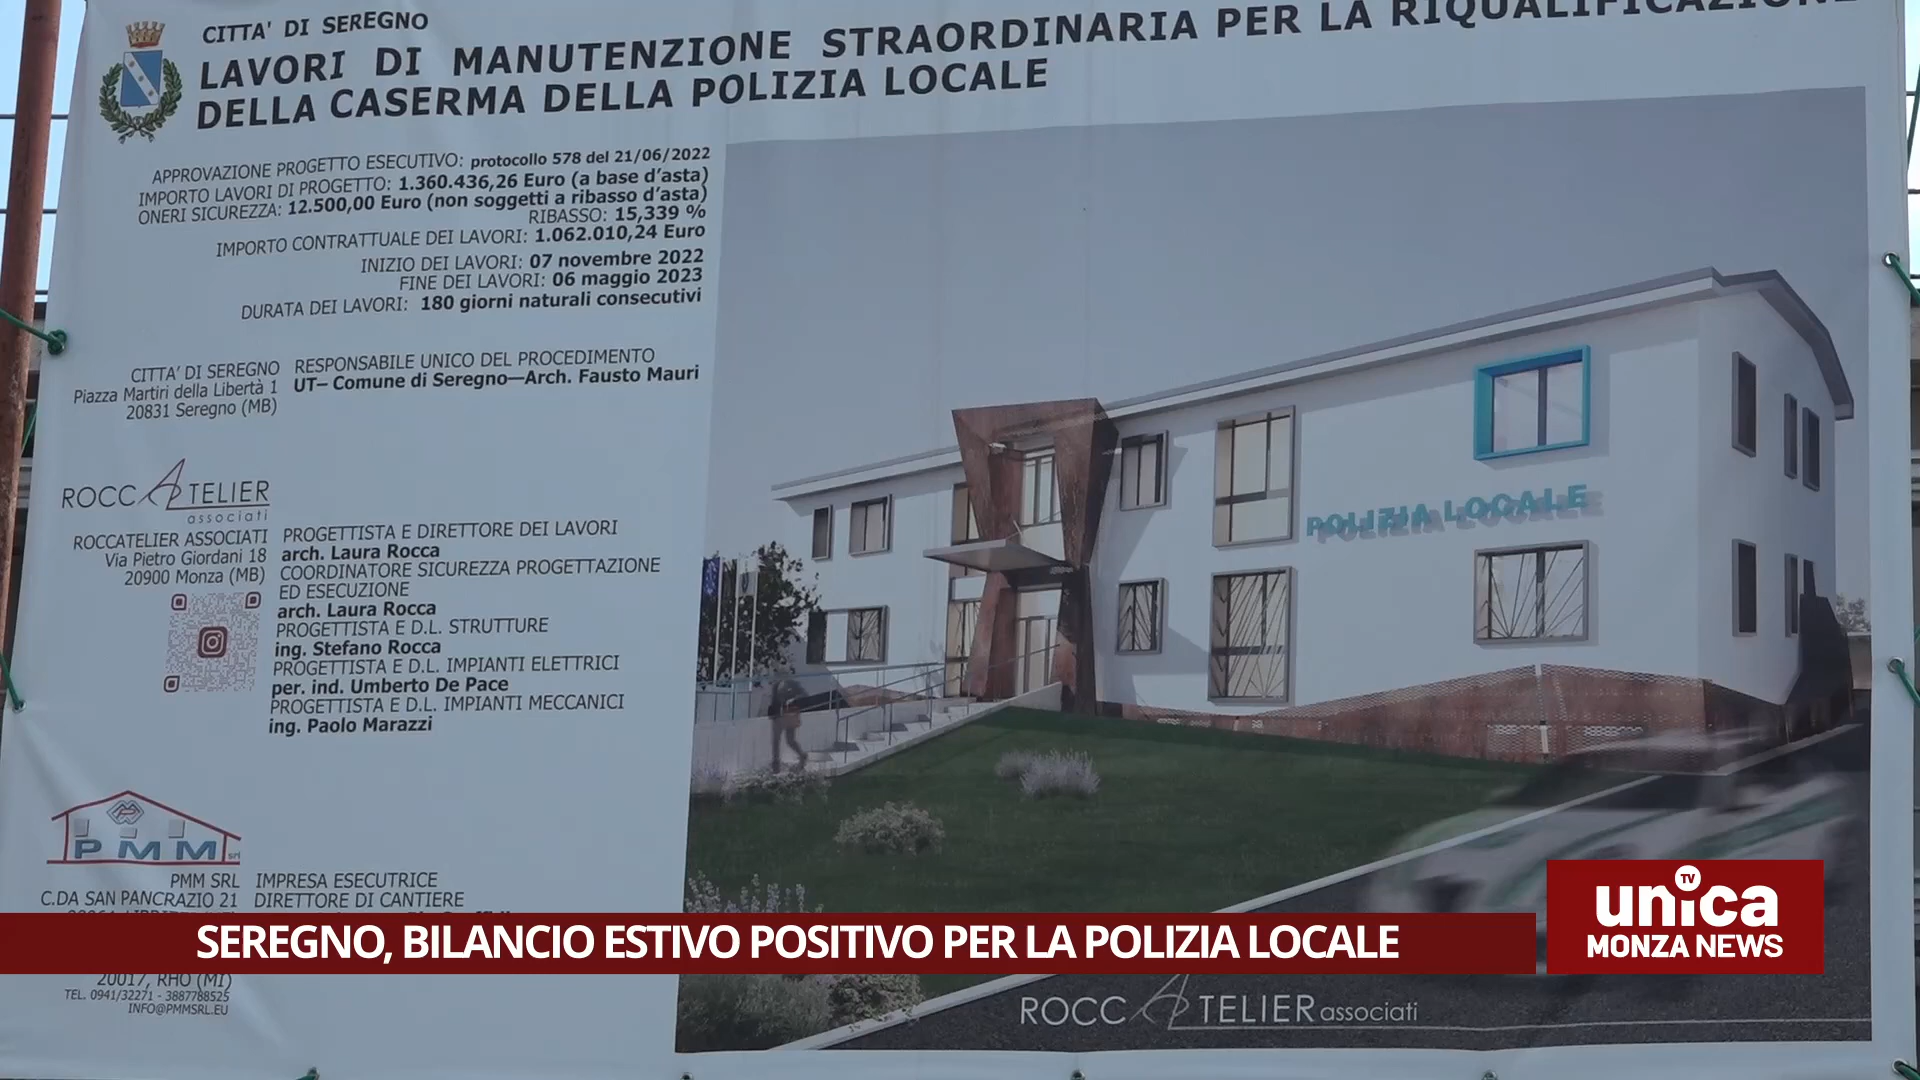 CITTA' DI SEREGNO
LAVORI DI MANUTENZIONE STRAORDINARIA PER LA RIQUALIFICAZIONE
DELLA CASERMA DELLA POLIZIA LOCALE
APPROVAZIONE PROGETTO ESECUTIVO: protocollo 578 del 21/06/2022
IMPORTO LAVORI DI PROGETTO: 1.360.436,26 Euro (a base d'asta)
ONERI SICUREZZA: 12.500,00 Euro (non soggetti a ribasso d'asta)
RIBASSO: 15,339 %
IMPORTO CONTRATTUALE DEI LAVORI: 1.062.010,24 Euro
INIZIO DEI LAVORI: 07 novembre 2022
FINE DEI LAVORI: 06 maggio 2023
DURATA DEI LAVORI: 180 giorni naturali consecutivi
CITTA' DI SEREGNO
Piazza Martiri della Libertà 1
20831 Seregno (MB)
RESPONSABILE UNICO DEL PROCEDIMENTO
UT– Comune di Seregno—Arch. Fausto Mauri
ROCCATELIER
associati
ROCCATELIER ASSOCIATI
Via Pietro Giordani 18
20900 Monza (MB)
PROGETTISTA E DIRETTORE DEI LAVORI
arch. Laura Rocca
COORDINATORE SICUREZZA PROGETTAZIONE
ED ESECUZIONE
arch. Laura Rocca
PROGETTISTA E D.L. STRUTTURE
ing. Stefano Rocca
PROGETTISTA E D.L. IMPIANTI ELETTRICI
per. ind. Umberto De Pace
PROGETTISTA E D.L. IMPIANTI MECCANICI
ing. Paolo Marazzi
POLIZIA LOCALE
PMM srl
PMM SRL
C.DA SAN PANCRAZIO 21
IMPRESA ESECUTRICE
DIRETTORE DI CANTIERE
20017, RHO (MI)
TEL. 0941/32271 - 3887788525
INFO@PMMSRL.EU
SEREGNO, BILANCIO ESTIVO POSITIVO PER LA POLIZIA LOCALE
unica TV
MONZA NEWS
ROCCATELIER associati